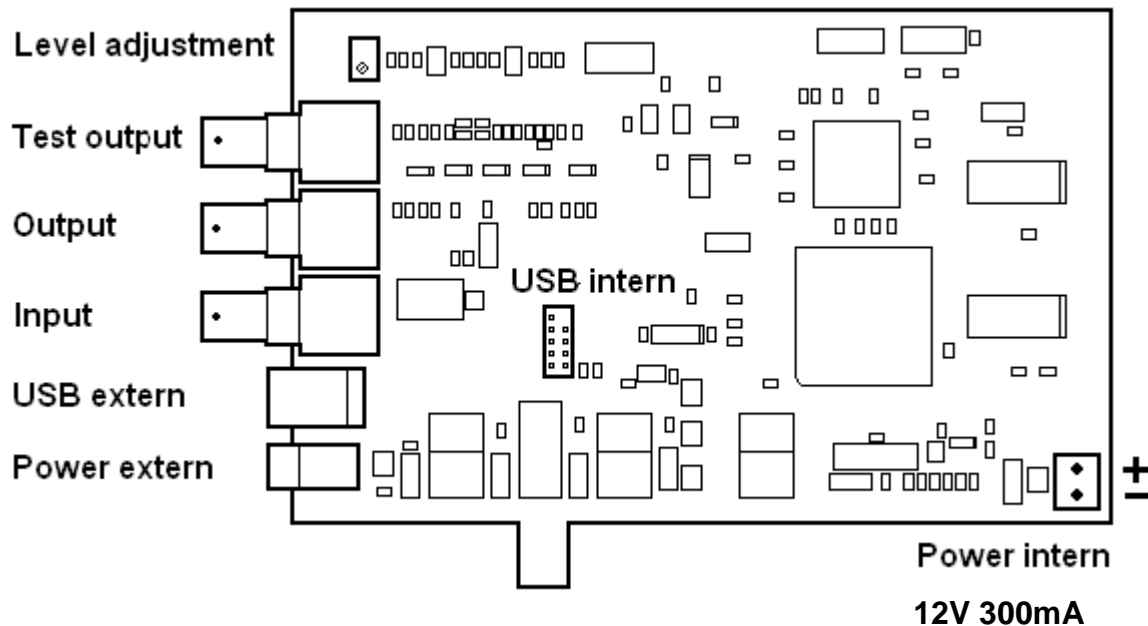 Level adjustment
Test output
Output
Input
USB extern
Power extern
USB intern
+
−
Power intern
12V 300mA